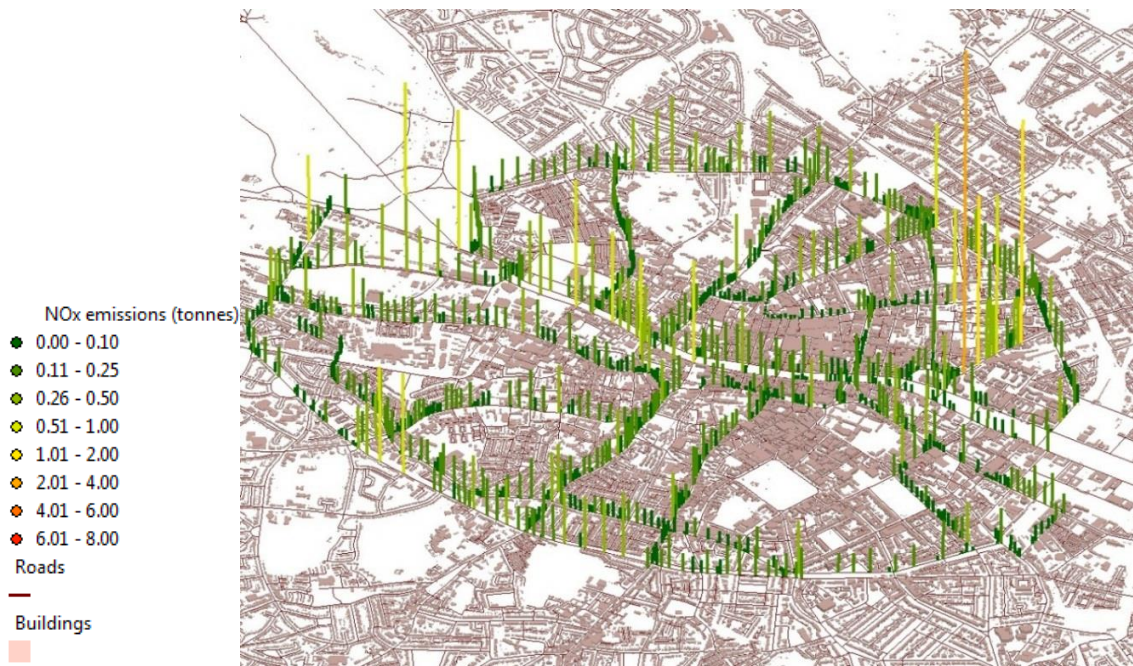 NOx emissions (tonnes)
0.00 - 0.10
0.11 - 0.25
0.26 - 0.50
0.51 - 1.00
1.01 - 2.00
2.01 - 4.00
4.01 - 6.00
6.01 - 8.00
Roads
Buildings